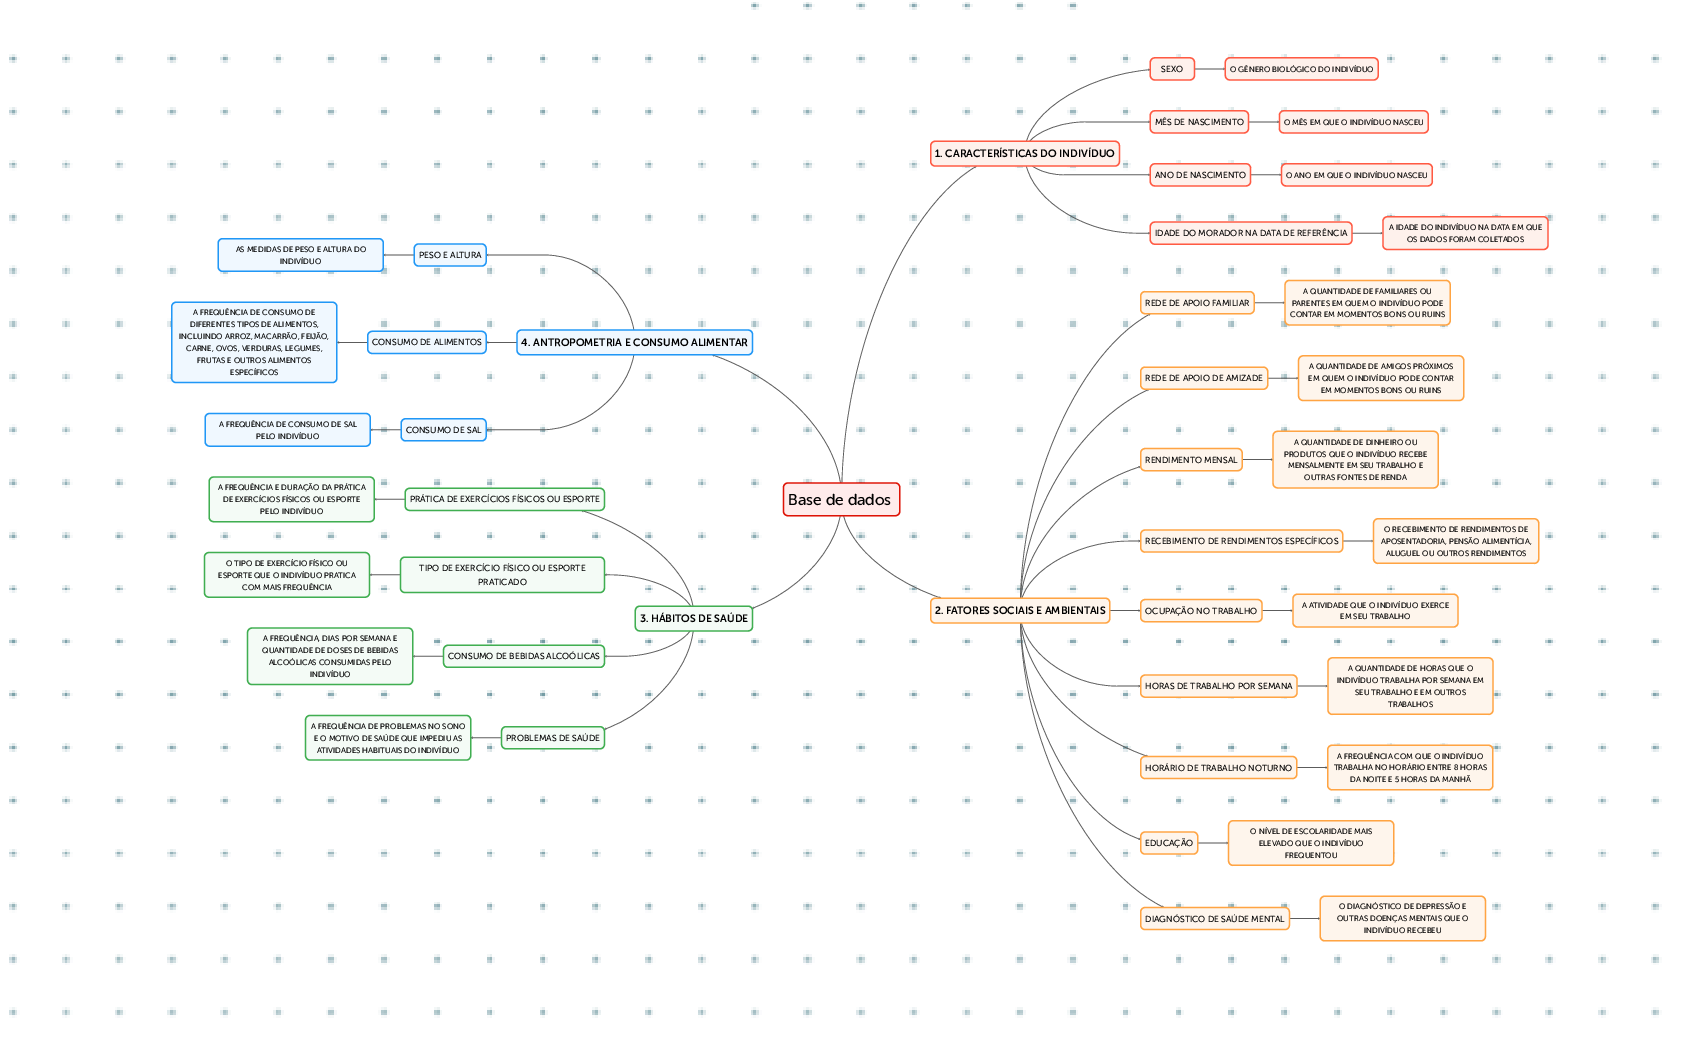 Base de dados
1. CARACTERÍSTICAS DO INDIVÍDUO
SEXO
O GÊNERO BIOLÓGICO DO INDIVÍDUO
MÊS DE NASCIMENTO
O MÊS EM QUE O INDIVÍDUO NASCEU
ANO DE NASCIMENTO
O ANO EM QUE O INDIVÍDUO NASCEU
IDADE DO MORADOR NA DATA DE REFERÊNCIA
A IDADE DO INDIVÍDUO NA DATA EM QUE
OS DADOS FORAM COLETADOS
2. FATORES SOCIAIS E AMBIENTAIS
REDE DE APOIO FAMILIAR
A QUANTIDADE DE FAMILIARES OU
PARENTES EM QUEM O INDIVÍDUO PODE
CONTAR EM MOMENTOS BONS OU RUINS
REDE DE APOIO DE AMIZADE
A QUANTIDADE DE AMIGOS PRÓXIMOS
EM QUEM O INDIVÍDUO PODE CONTAR
EM MOMENTOS BONS OU RUINS
RENDIMENTO MENSAL
A QUANTIDADE DE DINHEIRO OU
PRODUTOS QUE O INDIVÍDUO RECEBE
MENSALMENTE EM SEU TRABALHO E
OUTRAS FONTES DE RENDA
RECEBIMENTO DE RENDIMENTOS ESPECÍFICOS
O RECEBIMENTO DE RENDIMENTOS DE
APOSENTADORIA, PENSÃO ALIMENTÍCIA,
ALUGUEL OU OUTROS RENDIMENTOS
OCUPAÇÃO NO TRABALHO
A ATIVIDADE QUE O INDIVÍDUO EXERCE
EM SEU TRABALHO
HORAS DE TRABALHO POR SEMANA
A QUANTIDADE DE HORAS QUE O
INDIVÍDUO TRABALHA POR SEMANA EM
SEU TRABALHO E EM OUTROS
TRABALHOS
HORÁRIO DE TRABALHO NOTURNO
A FREQUÊNCIA COM QUE O INDIVÍDUO
TRABALHA NO HORÁRIO ENTRE 8 HORAS
DA NOITE E 5 HORAS DA MANHÃ
EDUCAÇÃO
O NÍVEL DE ESCOLARIDADE MAIS
ELEVADO QUE O INDIVÍDUO
FREQUENTOU
DIAGNÓSTICO DE SAÚDE MENTAL
O DIAGNÓSTICO DE DEPRESSÃO E
OUTRAS DOENÇAS MENTAIS QUE O
INDIVÍDUO RECEBEU
3. HÁBITOS DE SAÚDE
PRÁTICA DE EXERCÍCIOS FÍSICOS OU ESPORTE
A FREQUÊNCIA E DURAÇÃO DA PRÁTICA
DE EXERCÍCIOS FÍSICOS OU ESPORTE
PELO INDIVÍDUO
TIPO DE EXERCÍCIO FÍSICO OU ESPORTE
PRATICADO
O TIPO DE EXERCÍCIO FÍSICO OU
ESPORTE QUE O INDIVÍDUO PRATICA
COM MAIS FREQUÊNCIA
CONSUMO DE BEBIDAS ALCOÓLICAS
A FREQUÊNCIA, DIAS POR SEMANA E
QUANTIDADE DE DOSES DE BEBIDAS
ALCOÓLICAS CONSUMIDAS PELO
INDIVÍDUO
PROBLEMAS DE SAÚDE
A FREQUÊNCIA DE PROBLEMAS NO SONO
E O MOTIVO DE SAÚDE QUE IMPEDIU AS
ATIVIDADES HABITUAIS DO INDIVÍDUO
4. ANTROPOMETRIA E CONSUMO ALIMENTAR
PESO E ALTURA
AS MEDIDAS DE PESO E ALTURA DO
INDIVÍDUO
CONSUMO DE ALIMENTOS
A FREQUÊNCIA DE CONSUMO DE
DIFERENTES TIPOS DE ALIMENTOS,
INCLUINDO ARROZ, MACARRÃO, FEIJÃO,
CARNE, OVOS, VERDURAS, LEGUMES,
FRUTAS E OUTROS ALIMENTOS
ESPECÍFICOS
CONSUMO DE SAL
A FREQUÊNCIA DE CONSUMO DE SAL
PELO INDIVÍDUO